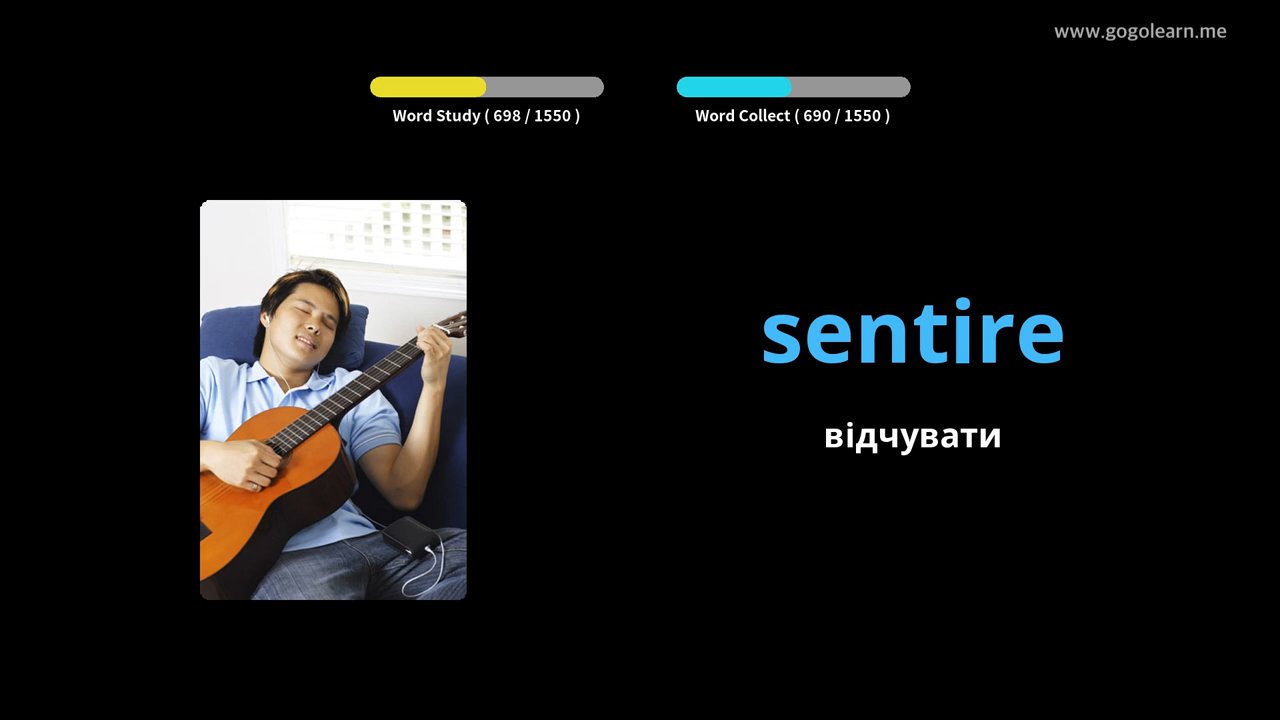 www.gogolearn.me
Word Study ( 698 / 1550 )
Word Collect ( 690 / 1550 )
sentire
відчувати